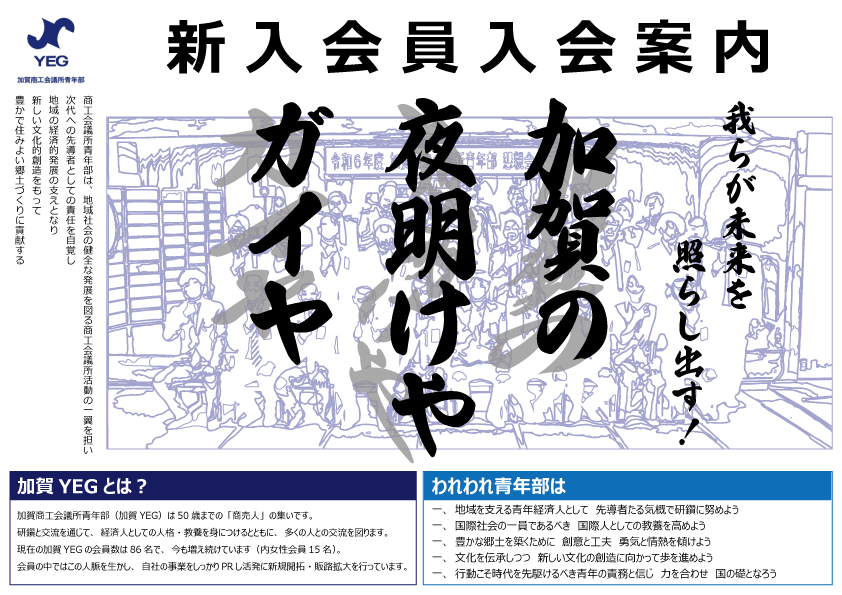 YEG
加賀商工会議所青年部
新入会員入会案内
商工会議所青年部は、地域社会の健全な発展を図る商工会議所活動の一翼を担い
次代への先導者としての責任を自覚し
地域の経済的発展の支えとなり
新しい文化的創造をもって
豊かで住みよい郷土づくりに貢献する
我らが未来を
照らし出す!
加賀の
夜明けや
ガイヤ
令和6年度
加賀YEGとは?
加賀商工会議所青年部（加賀YEG）は50歳までの「商売人」の集いです。
研鑽と交流を通じて、経済人としての人格・教養を身につけるとともに、多くの人との交流を図ります。
現在の加賀YEGの会員数は86名で、今も増え続けています（内女性会員15名）。
会員の中ではこの人脈を生かし、自社の事業をしっかりPRし活発に新規開拓・販路拡大を行っています。
われわれ青年部は
一、地域を支える青年経済人として 先導者たる気概で研鑽に努めよう
一、国際社会の一員であるべき 国際人としての教養を高めよう
一、豊かな郷土を築くために 創意と工夫 勇気と情熱を傾けよう
一、文化を伝承しつつ 新しい文化の創造に向かって歩を進めよう
一、行動こそ時代を先駆けるべき青年の責務と信じ 力を合わせ 国の礎となろう